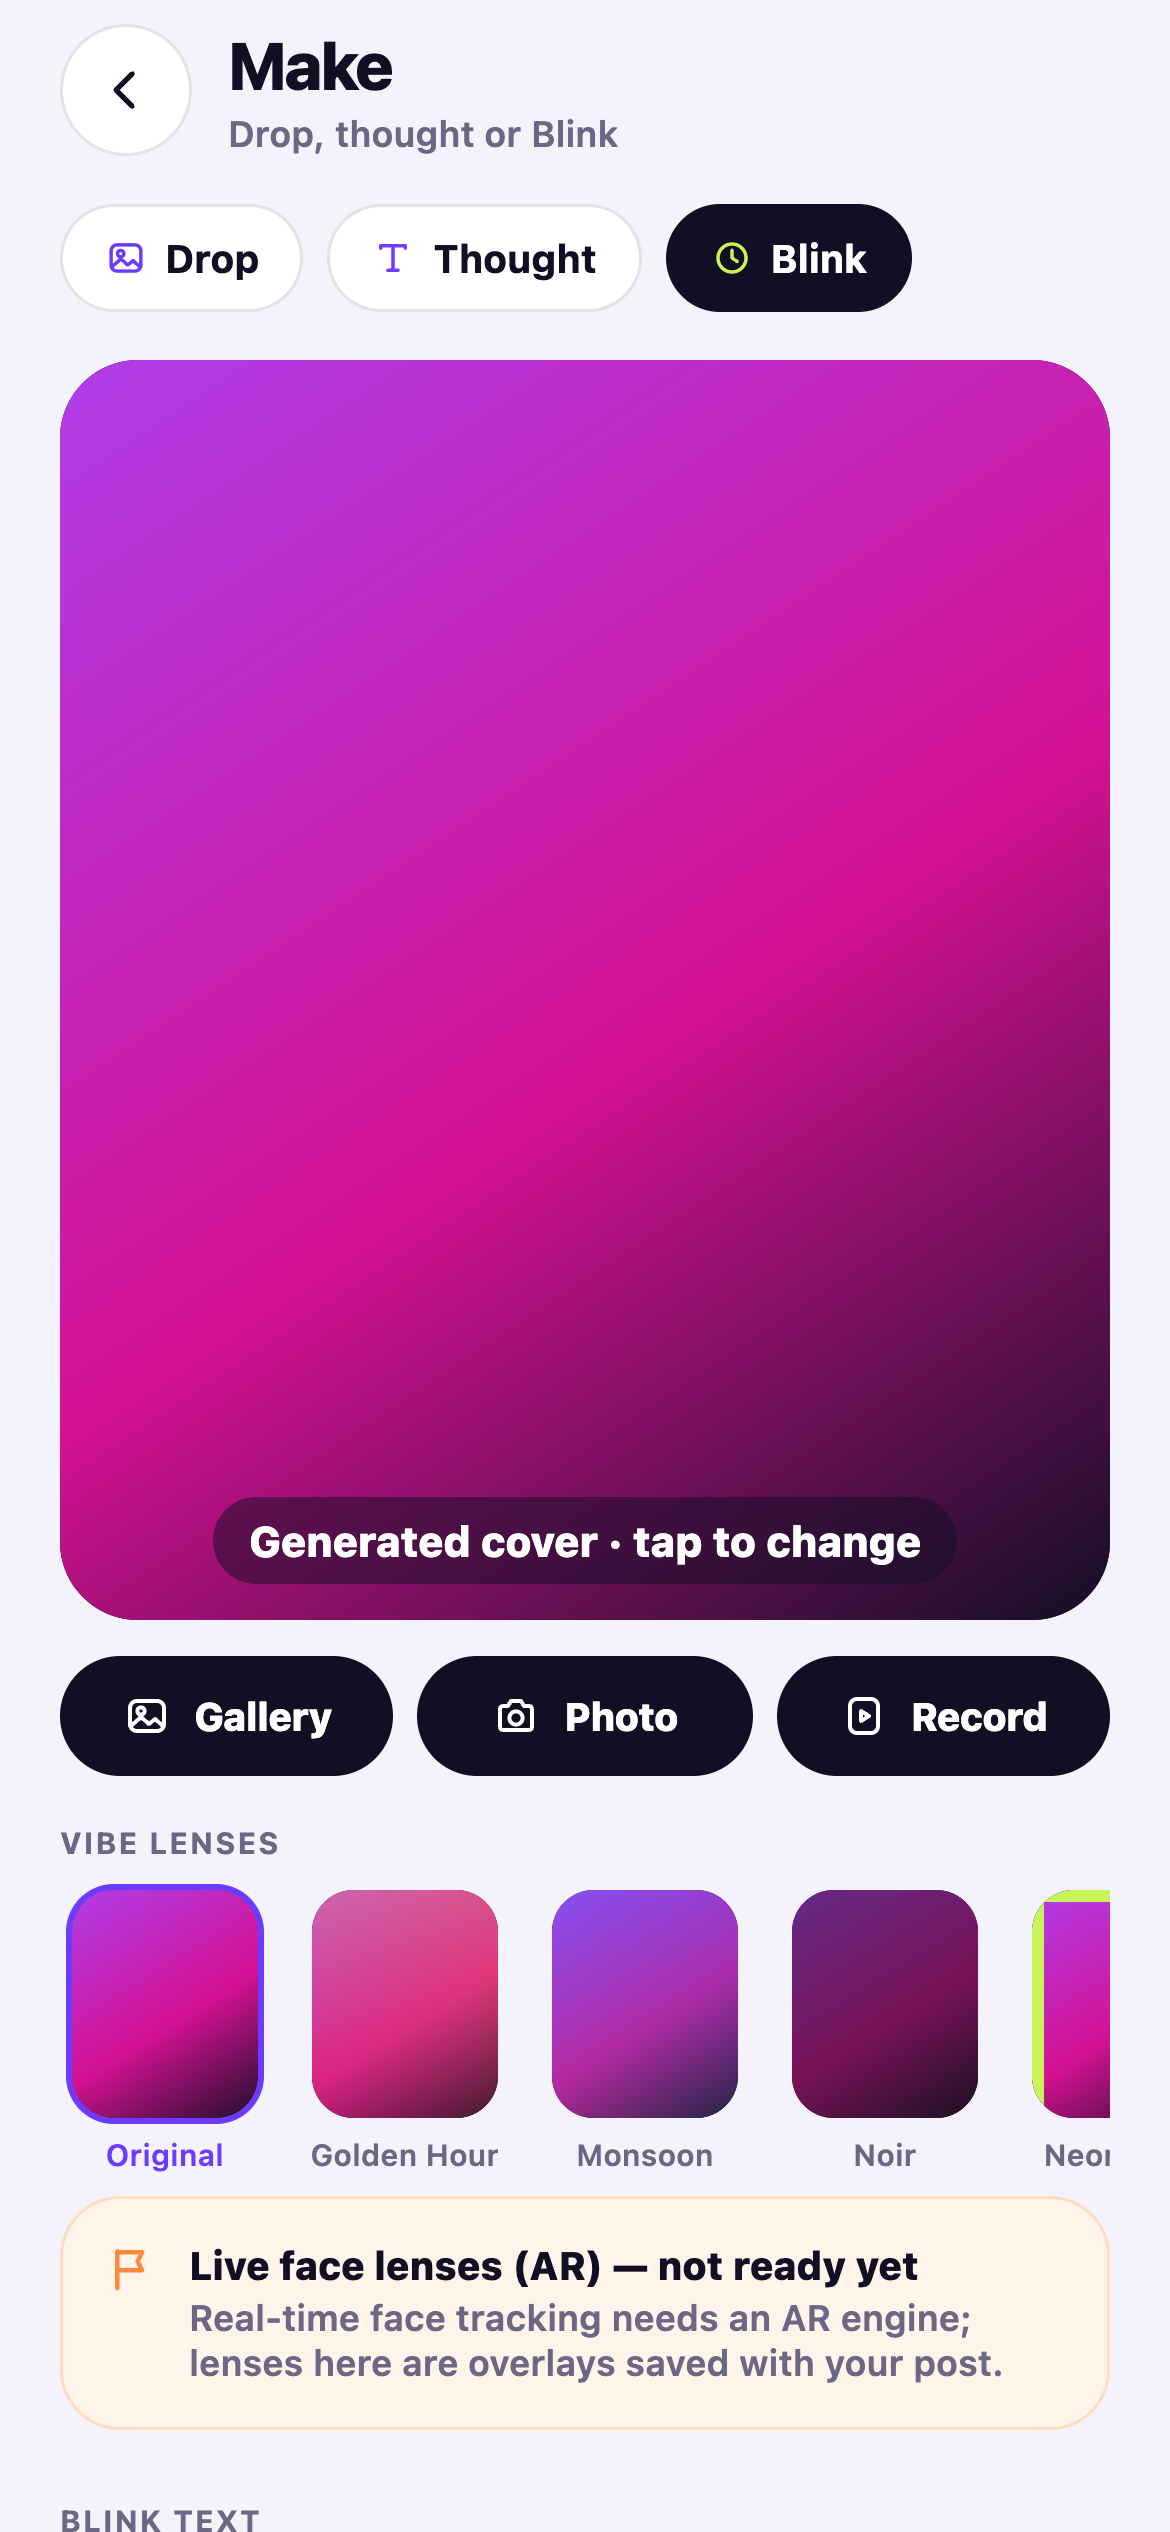 Make
Drop, thought or Blink
Drop
Thought
Blink
Generated cover · tap to change
Gallery
Photo
Record
VIBE LENSES
Original
Golden Hour
Monsoon
Noir
Live face lenses (AR) — not ready yet
Real-time face tracking needs an AR engine;
lenses here are overlays saved with your post.
BLINK TEXT